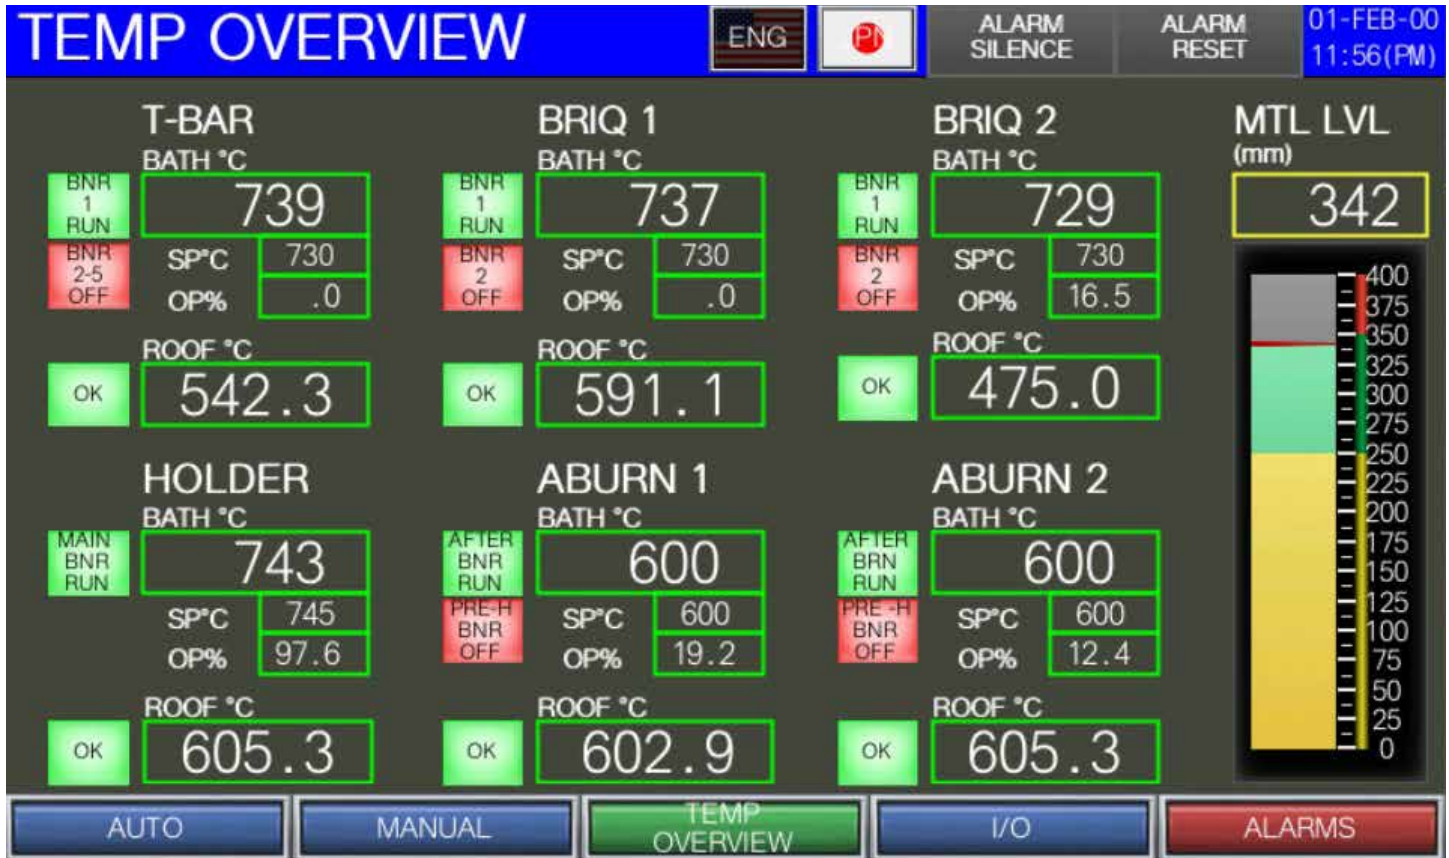 TEMP OVERVIEW
ENG
ALARM
SILENCE
ALARM
RESET
01-FEB-00
11:56(PM)
T-BAR
BATH °C
BNR
1
RUN
739
BNR
2-5
OFF
SP°C 730
OP% .0
ROOF °C
OK
542.3
BRIQ 1
BATH °C
BNR
1
RUN
737
BNR
2
OFF
SP°C 730
OP% .0
ROOF °C
OK
591.1
BRIQ 2
BATH °C
BNR
1
RUN
729
BNR
2
OFF
SP°C 730
OP% 16.5
ROOF °C
OK
475.0
HOLDER
BATH °C
MAIN
BNR
RUN
743
SP°C 745
OP% 97.6
ROOF °C
OK
605.3
ABURN 1
BATH °C
AFTER
BNR
RUN
600
PRE-H
BNR
OFF
SP°C 600
OP% 19.2
ROOF °C
OK
602.9
ABURN 2
BATH °C
AFTER
BRN
RUN
600
PRE -H
BNR
OFF
SP°C 600
OP% 12.4
ROOF °C
OK
605.3
MTL LVL
(mm)
342
400
375
350
325
300
275
250
225
200
175
150
125
100
75
50
25
0
AUTO
MANUAL
TEMP
OVERVIEW
I/O
ALARMS